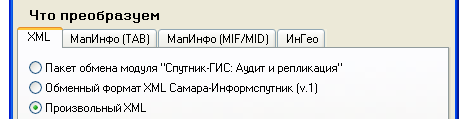 Что преобразуем
XML МапИнфо (TAB) МапИнфо (MIF/MID) ИнГео
Пакет обмена модуля "Спутник-ГИС: Аудит и репликация"
Обменный формат XML Самара-Информспутник (v.1)
Произвольный XML